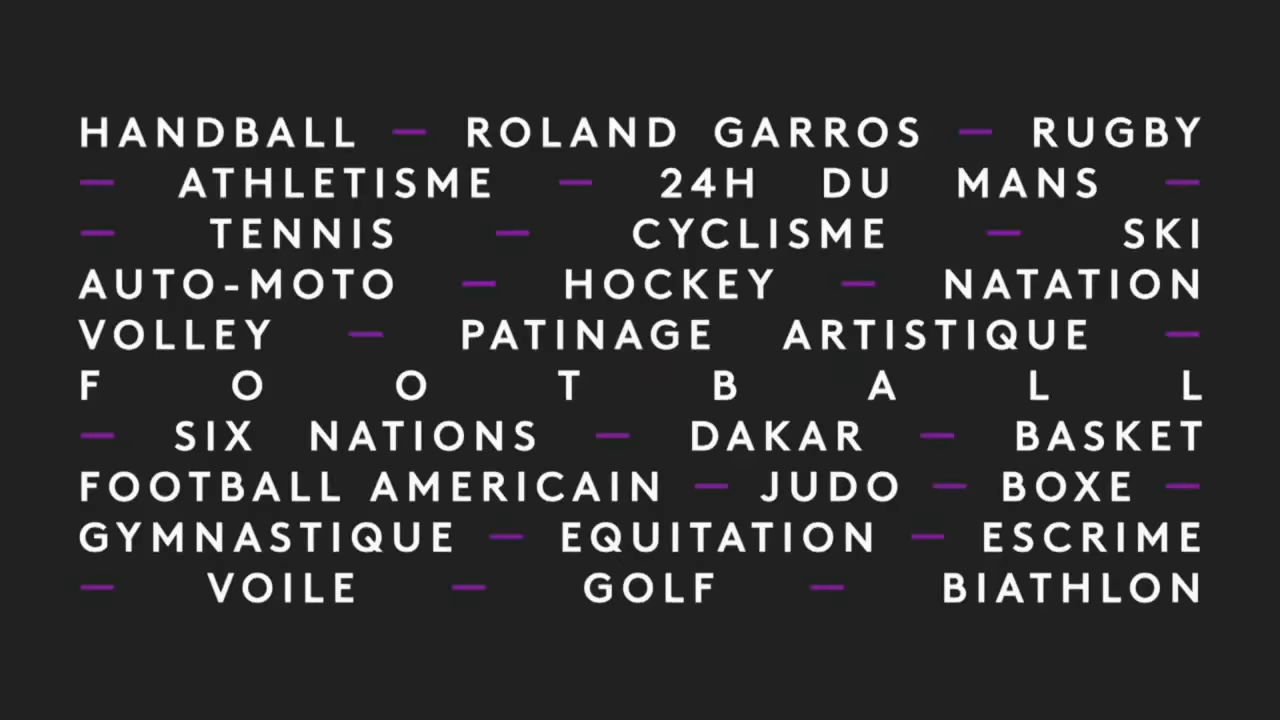 HANDBALL — ROLAND GARROS — RUGBY
— ATHLETISME — 24H DU MANS —
— TENNIS — CYCLISME — SKI
AUTO-MOTO — HOCKEY — NATATION
VOLLEY — PATINAGE ARTISTIQUE —
F O O T B A L L
— SIX NATIONS — DAKAR — BASKET
FOOTBALL AMERICAIN — JUDO — BOXE —
GYMNASTIQUE — EQUITATION — ESCRIME
— VOILE — GOLF — BIATHLON